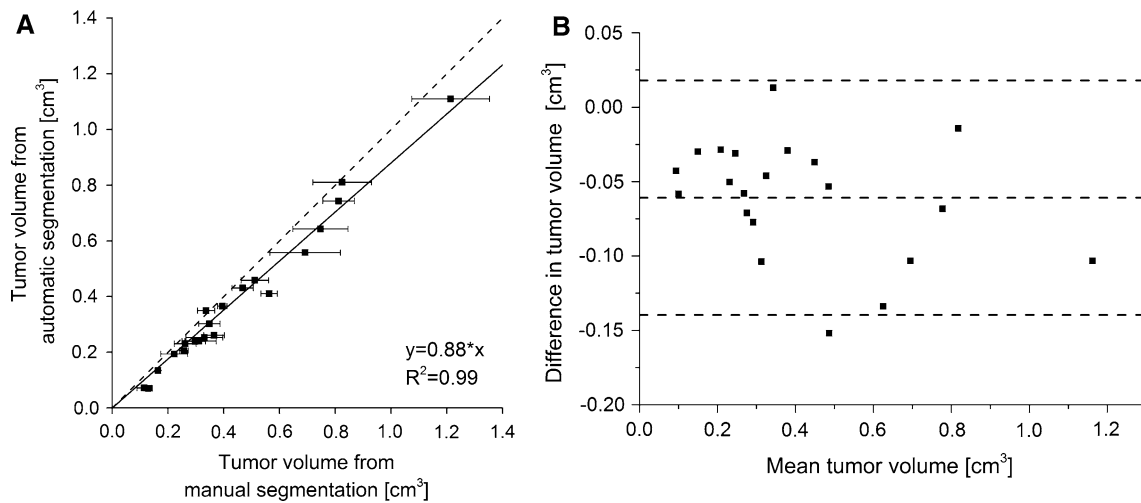 A
Tumor volume from
automatic segmentation [cm³]
1.4
1.2
1.0
0.8
0.6
0.4
0.2
0.0
y=0.88*x
R²=0.99
0.0 0.2 0.4 0.6 0.8 1.0 1.2 1.4
Tumor volume from
manual segmentation [cm³]
B
Difference in tumor volume [cm³]
0.05
0.00
-0.05
-0.10
-0.15
-0.20
0.0 0.2 0.4 0.6 0.8 1.0 1.2
Mean tumor volume [cm³]